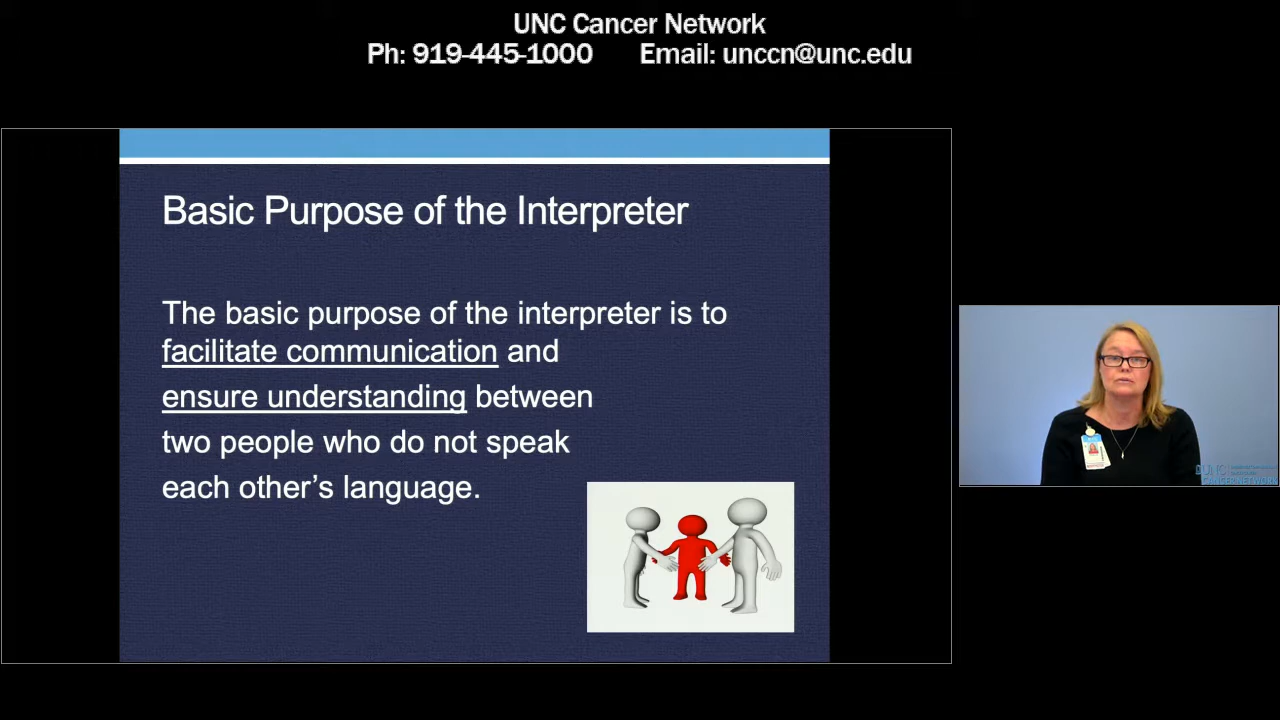 UNC Cancer Network
Ph: 919-445-1000 Email: unccn@unc.edu
Basic Purpose of the Interpreter
The basic purpose of the interpreter is to
facilitate communication and
ensure understanding between
two people who do not speak
each other’s language.
UNC
CANCERNETWORK